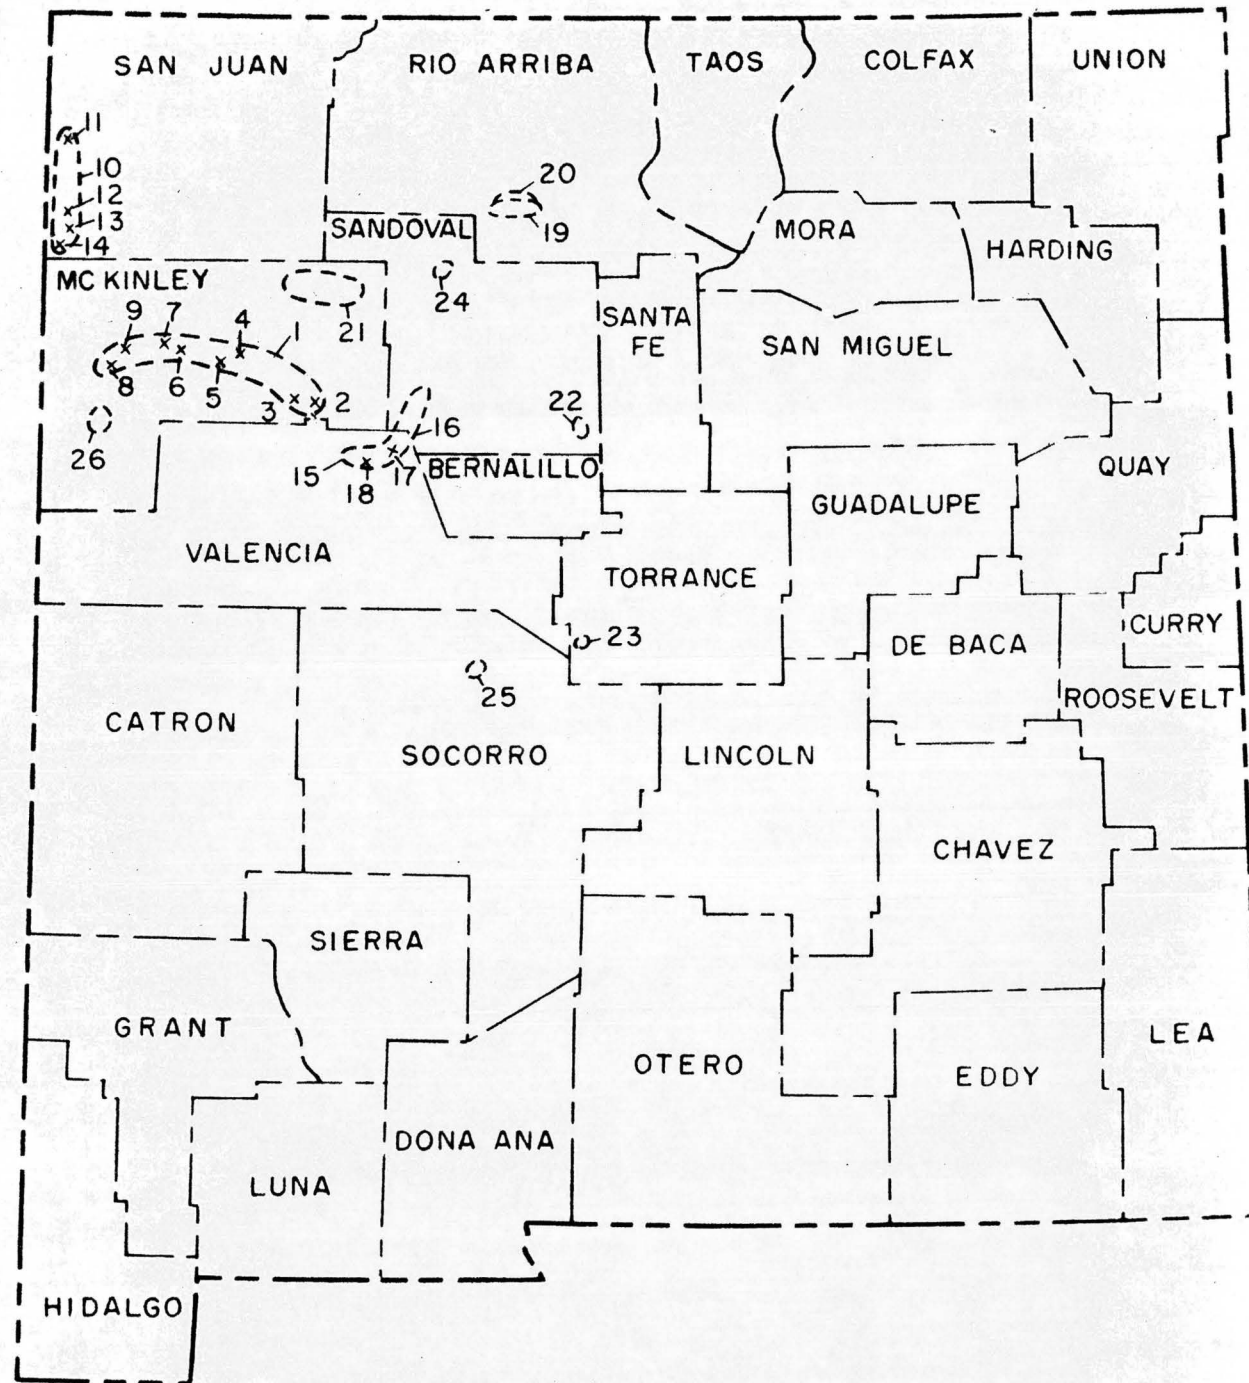 SAN JUAN
RIO ARRIBA
TAOS
COLFAX
UNION
11
10
12
13
14
20
19
SANDOVAL
MORA
HARDING
MC KINLEY
24
21
9
7
4
1
8
6
5
3
2
SANTA
FE
SAN MIGUEL
26
16
22
15
18
17
BERNALILLO
QUAY
GUADALUPE
VALENCIA
TORRANCE
23
25
DE BACA
CURRY
ROOSEVELT
CATRON
SOCORRO
LINCOLN
CHAVEZ
SIERRA
GRANT
OTERO
EDDY
LEA
DONA ANA
LUNA
HIDALGO